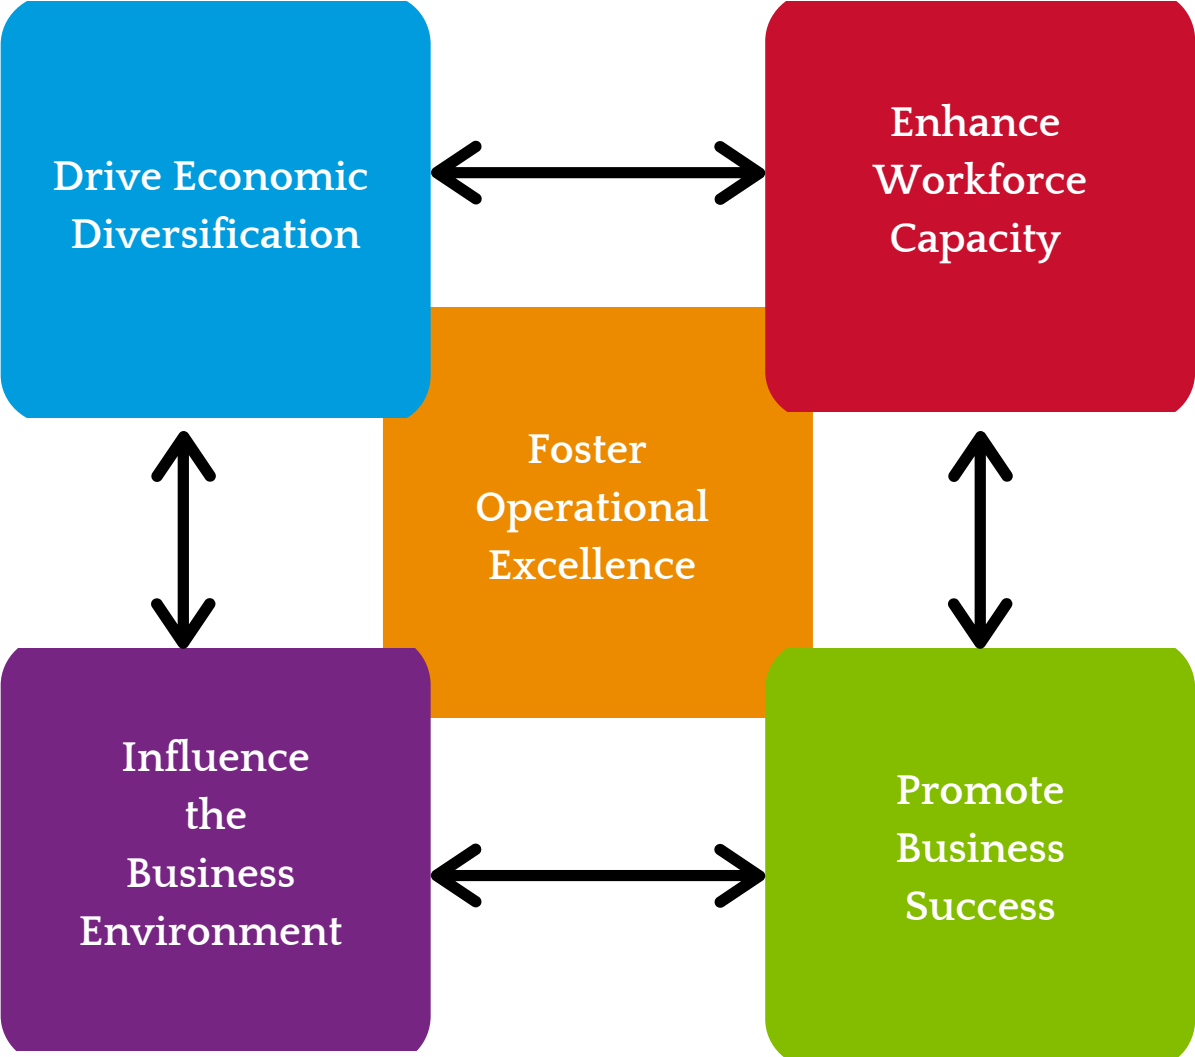 Drive Economic
Diversification
Enhance
Workforce
Capacity
Foster
Operational
Excellence
Influence
the
Business
Environment
Promote
Business
Success